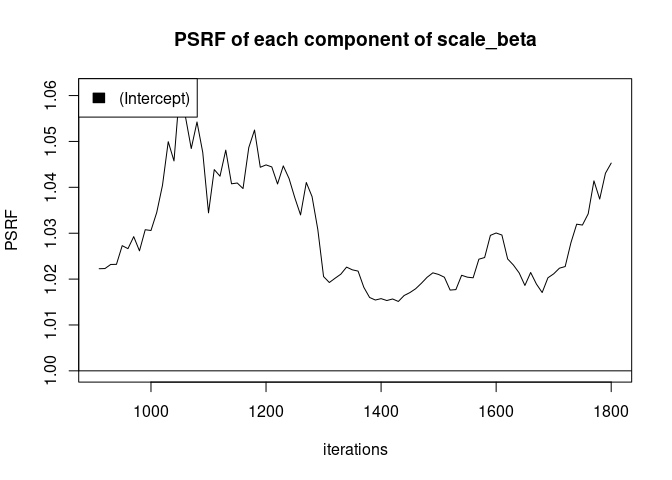 PSRF of each component of scale_beta
(Intercept)
PSRF
1.06
1.05
1.04
1.03
1.02
1.01
1.00
1000 1200 1400 1600 1800
iterations